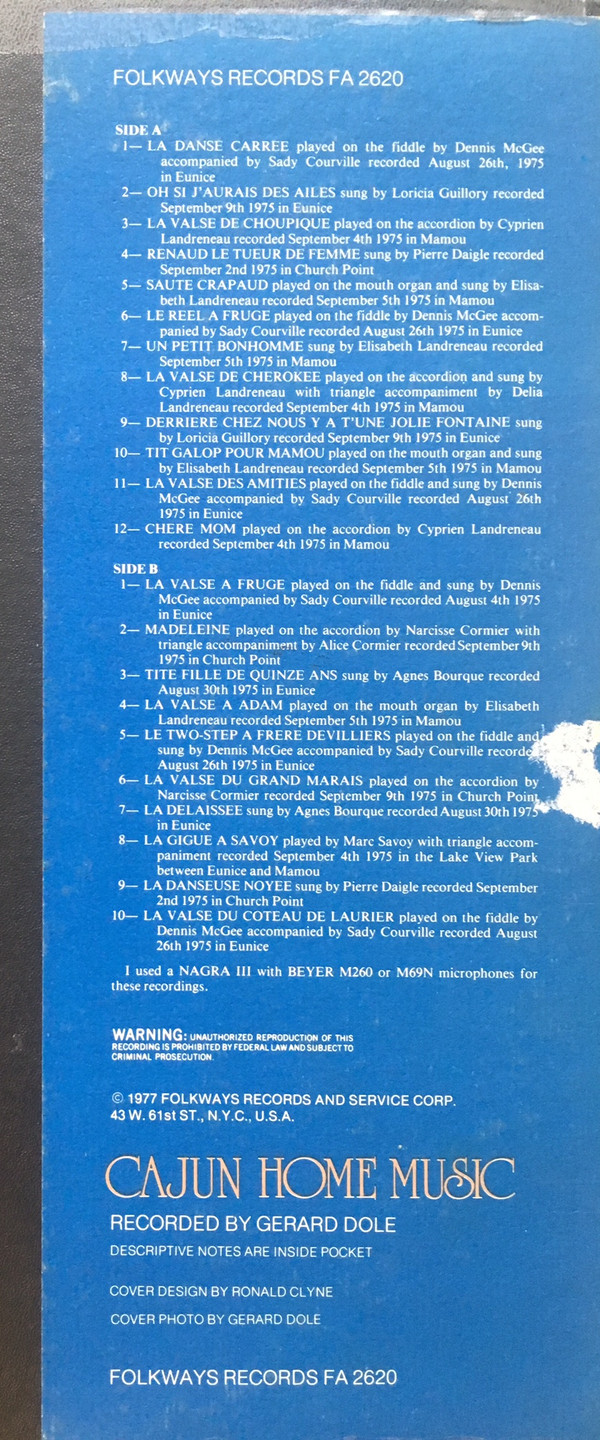 FOLKWAYS RECORDS FA 2620
SIDE A
1— LA DANSE CARREE played on the fiddle by Dennis McGee
accompanied by Sady Courville recorded August 26th, 1975
in Eunice
2— OH SI J'AURAIS DES AILES sung by Loricia Guillory recorded
September 9th 1975 in Eunice
3— LA VALSE DE CHOUPIQUE played on the accordion by Cyprien
Landreneau recorded September 4th 1975 in Mamou
4— RENAUD LE TUEUR DE FEMME sung by Pierre Daigle recorded
September 2nd 1975 in Church Point
5— SAUTE CRAPAUD played on the mouth organ and sung by Elisa-
beth Landreneau recorded September 5th 1975 in Mamou
6— LE REEL A FRUGE played on the fiddle by Dennis McGee accom-
panied by Sady Courville recorded August 26th 1975 in Eunice
7— UN PETIT BONHOMME sung by Elisabeth Landreneau recorded
September 5th 1975 in Mamou
8— LA VALSE DE CHEROKEE played on the accordion and sung by
Cyprien Landreneau with triangle accompaniment by Delia
Landreneau recorded September 4th 1975 in Mamou
9— DERRIERE CHEZ NOUS Y A T'UNE JOLIE FONTAINE sung
by Loricia Guillory recorded September 9th 1975 in Eunice
10— TIT GALOP POUR MAMOU played on the mouth organ and sung
by Elisabeth Landreneau recorded September 5th 1975 in Mamou
11— LA VALSE DES AMITIES played on the fiddle and sung by Dennis
McGee accompanied by Sady Courville recorded August 26th
1975 in Eunice
12— CHERE MOM played on the accordion by Cyprien Landreneau
recorded September 4th 1975 in Mamou
SIDE B
1— LA VALSE A FRUGE played on the fiddle and sung by Dennis
McGee accompanied by Sady Courville recorded August 4th 1975
in Eunice
2— MADELEINE played on the accordion by Narcisse Cormier with
triangle accompaniment by Alice Cormier recorded September 9th
1975 in Church Point
3— TITE FILLE DE QUINZE ANS sung by Agnes Bourque recorded
August 30th 1975 in Eunice
4— LA VALSE A ADAM played on the mouth organ by Elisabeth
Landreneau recorded September 5th 1975 in Mamou
5— LE TWO-STEP A FRERE DEVILLIERS played on the fiddle and
sung by Dennis McGee accompanied by Sady Courville recorded
August 26th 1975 in Eunice
6— LA VALSE DU GRAND MARAIS played on the accordion by
Narcisse Cormier recorded September 9th 1975 in Church Point
7— LA DELAISSEE sung by Agnes Bourque recorded August 30th 1975
in Eunice
8— LA GIGUE A SAVOY played by Marc Savoy with triangle accom-
paniment recorded September 4th 1975 in the Lake View Park
between Eunice and Mamou
9— LA DANSEUSE NOYEE sung by Pierre Daigle recorded September
2nd 1975 in Church Point
10— LA VALSE DU COTEAU DE LAURIER played on the fiddle by
Dennis McGee accompanied by Sady Courville recorded August
26th 1975 in Eunice
I used a NAGRA III with BEYER M260 or M69N microphones for
these recordings.
WARNING: UNAUTHORIZED REPRODUCTION OF THIS
RECORDING IS PROHIBITED BY FEDERAL LAW AND SUBJECT TO
CRIMINAL PROSECUTION.
© 1977 FOLKWAYS RECORDS AND SERVICE CORP.
43 W. 61st ST., N.Y.C., U.S.A.
CAJUN HOME MUSIC
RECORDED BY GERARD DOLE
DESCRIPTIVE NOTES ARE INSIDE POCKET
COVER DESIGN BY RONALD CLYNE
COVER PHOTO BY GERARD DOLE
FOLKWAYS RECORDS FA 2620